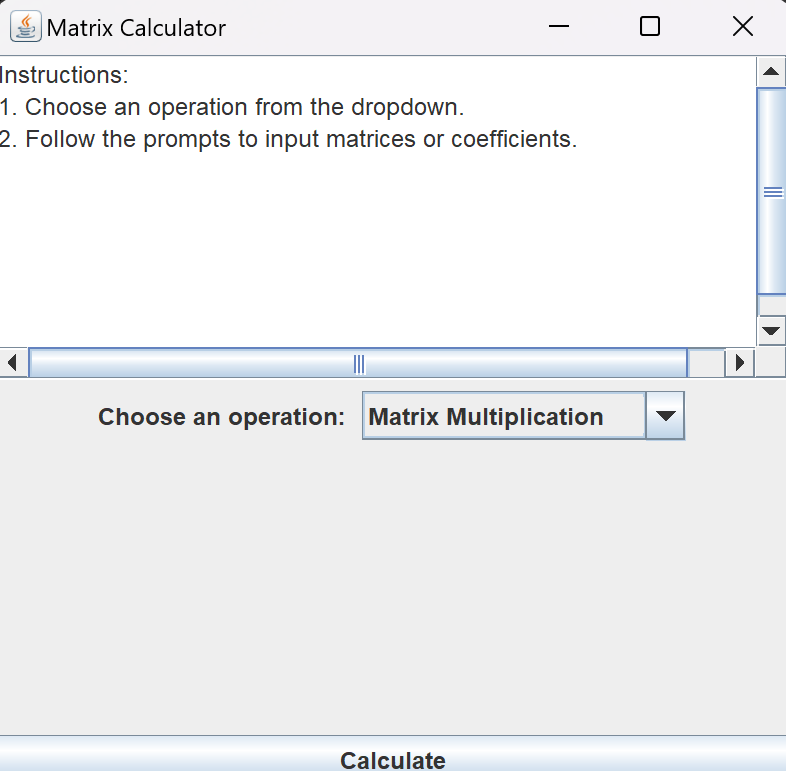 Matrix Calculator
Instructions:
1. Choose an operation from the dropdown.
2. Follow the prompts to input matrices or coefficients.
Choose an operation: Matrix Multiplication
Calculate